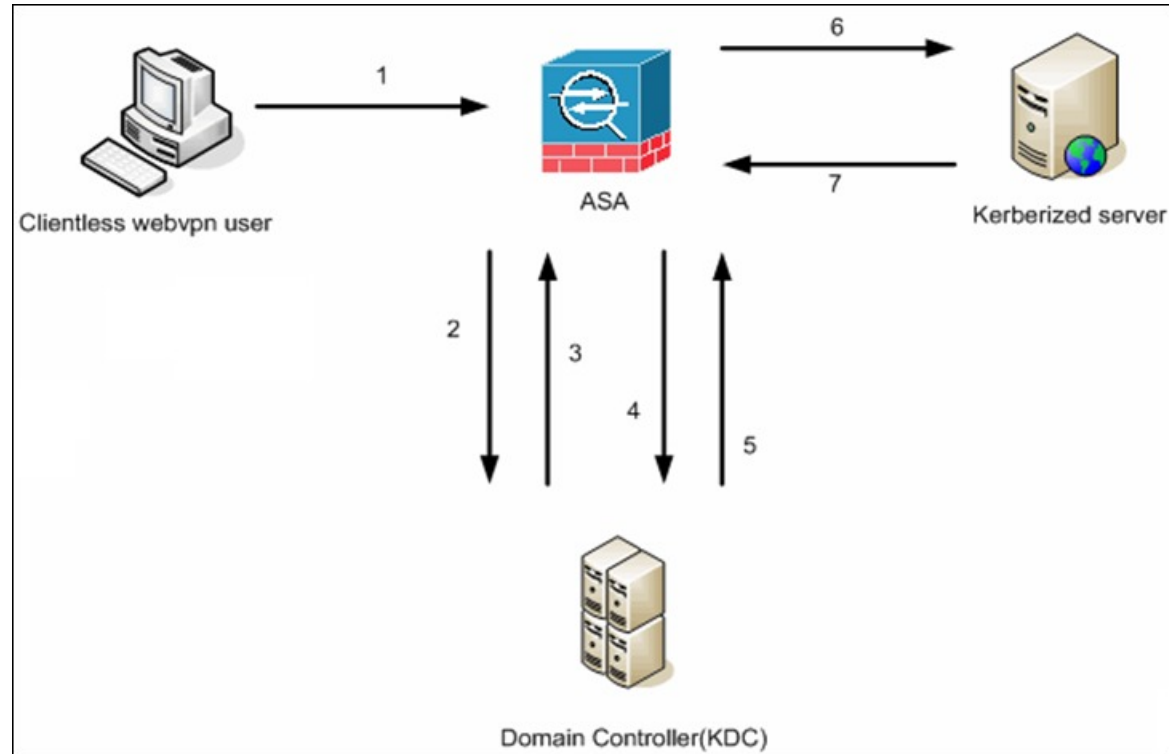 6
1
ASA
7
Clientless webvpn user
Kerberized server
2
3
4
5
Domain Controller(KDC)